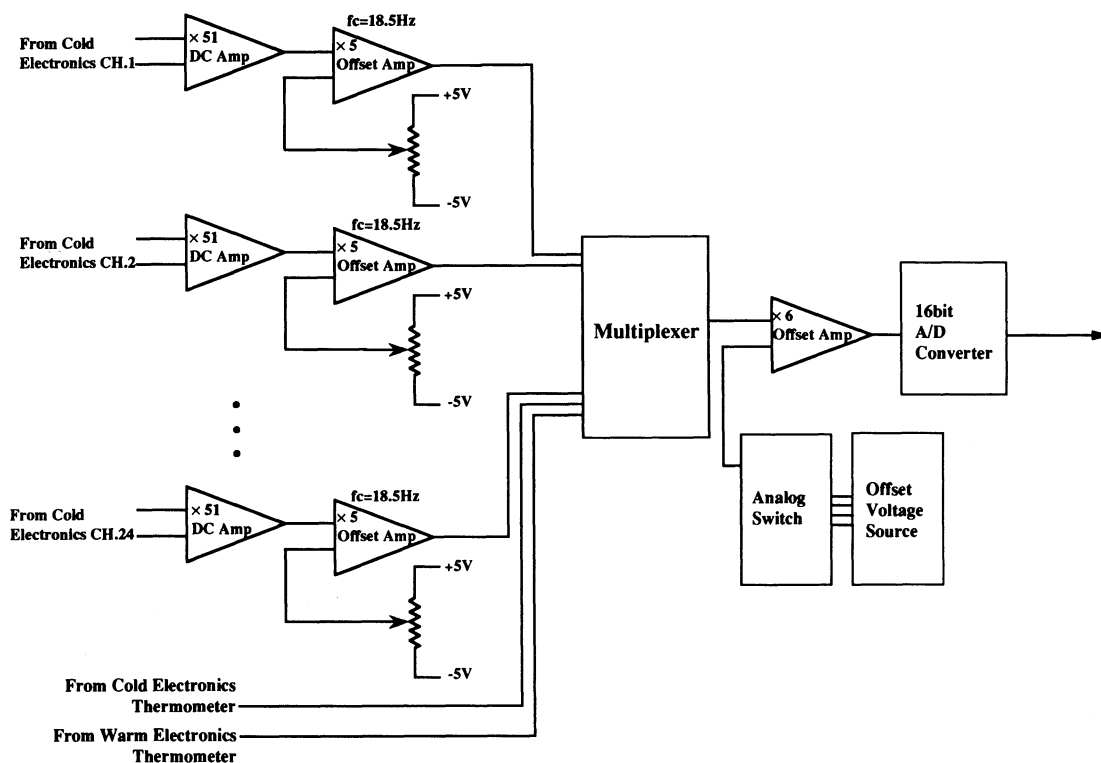 fc=18.5Hz
From Cold
Electronics CH.1
× 51
DC Amp
× 5
Offset Amp
+5V
-5V
fc=18.5Hz
From Cold
Electronics CH.2
× 51
DC Amp
× 5
Offset Amp
+5V
-5V
Multiplexer
× 6
Offset Amp
16bit
A/D
Converter
Analog
Switch
Offset
Voltage
Source
fc=18.5Hz
From Cold
Electronics CH.24
× 51
DC Amp
× 5
Offset Amp
+5V
-5V
From Cold Electronics
Thermometer
From Warm Electronics
Thermometer